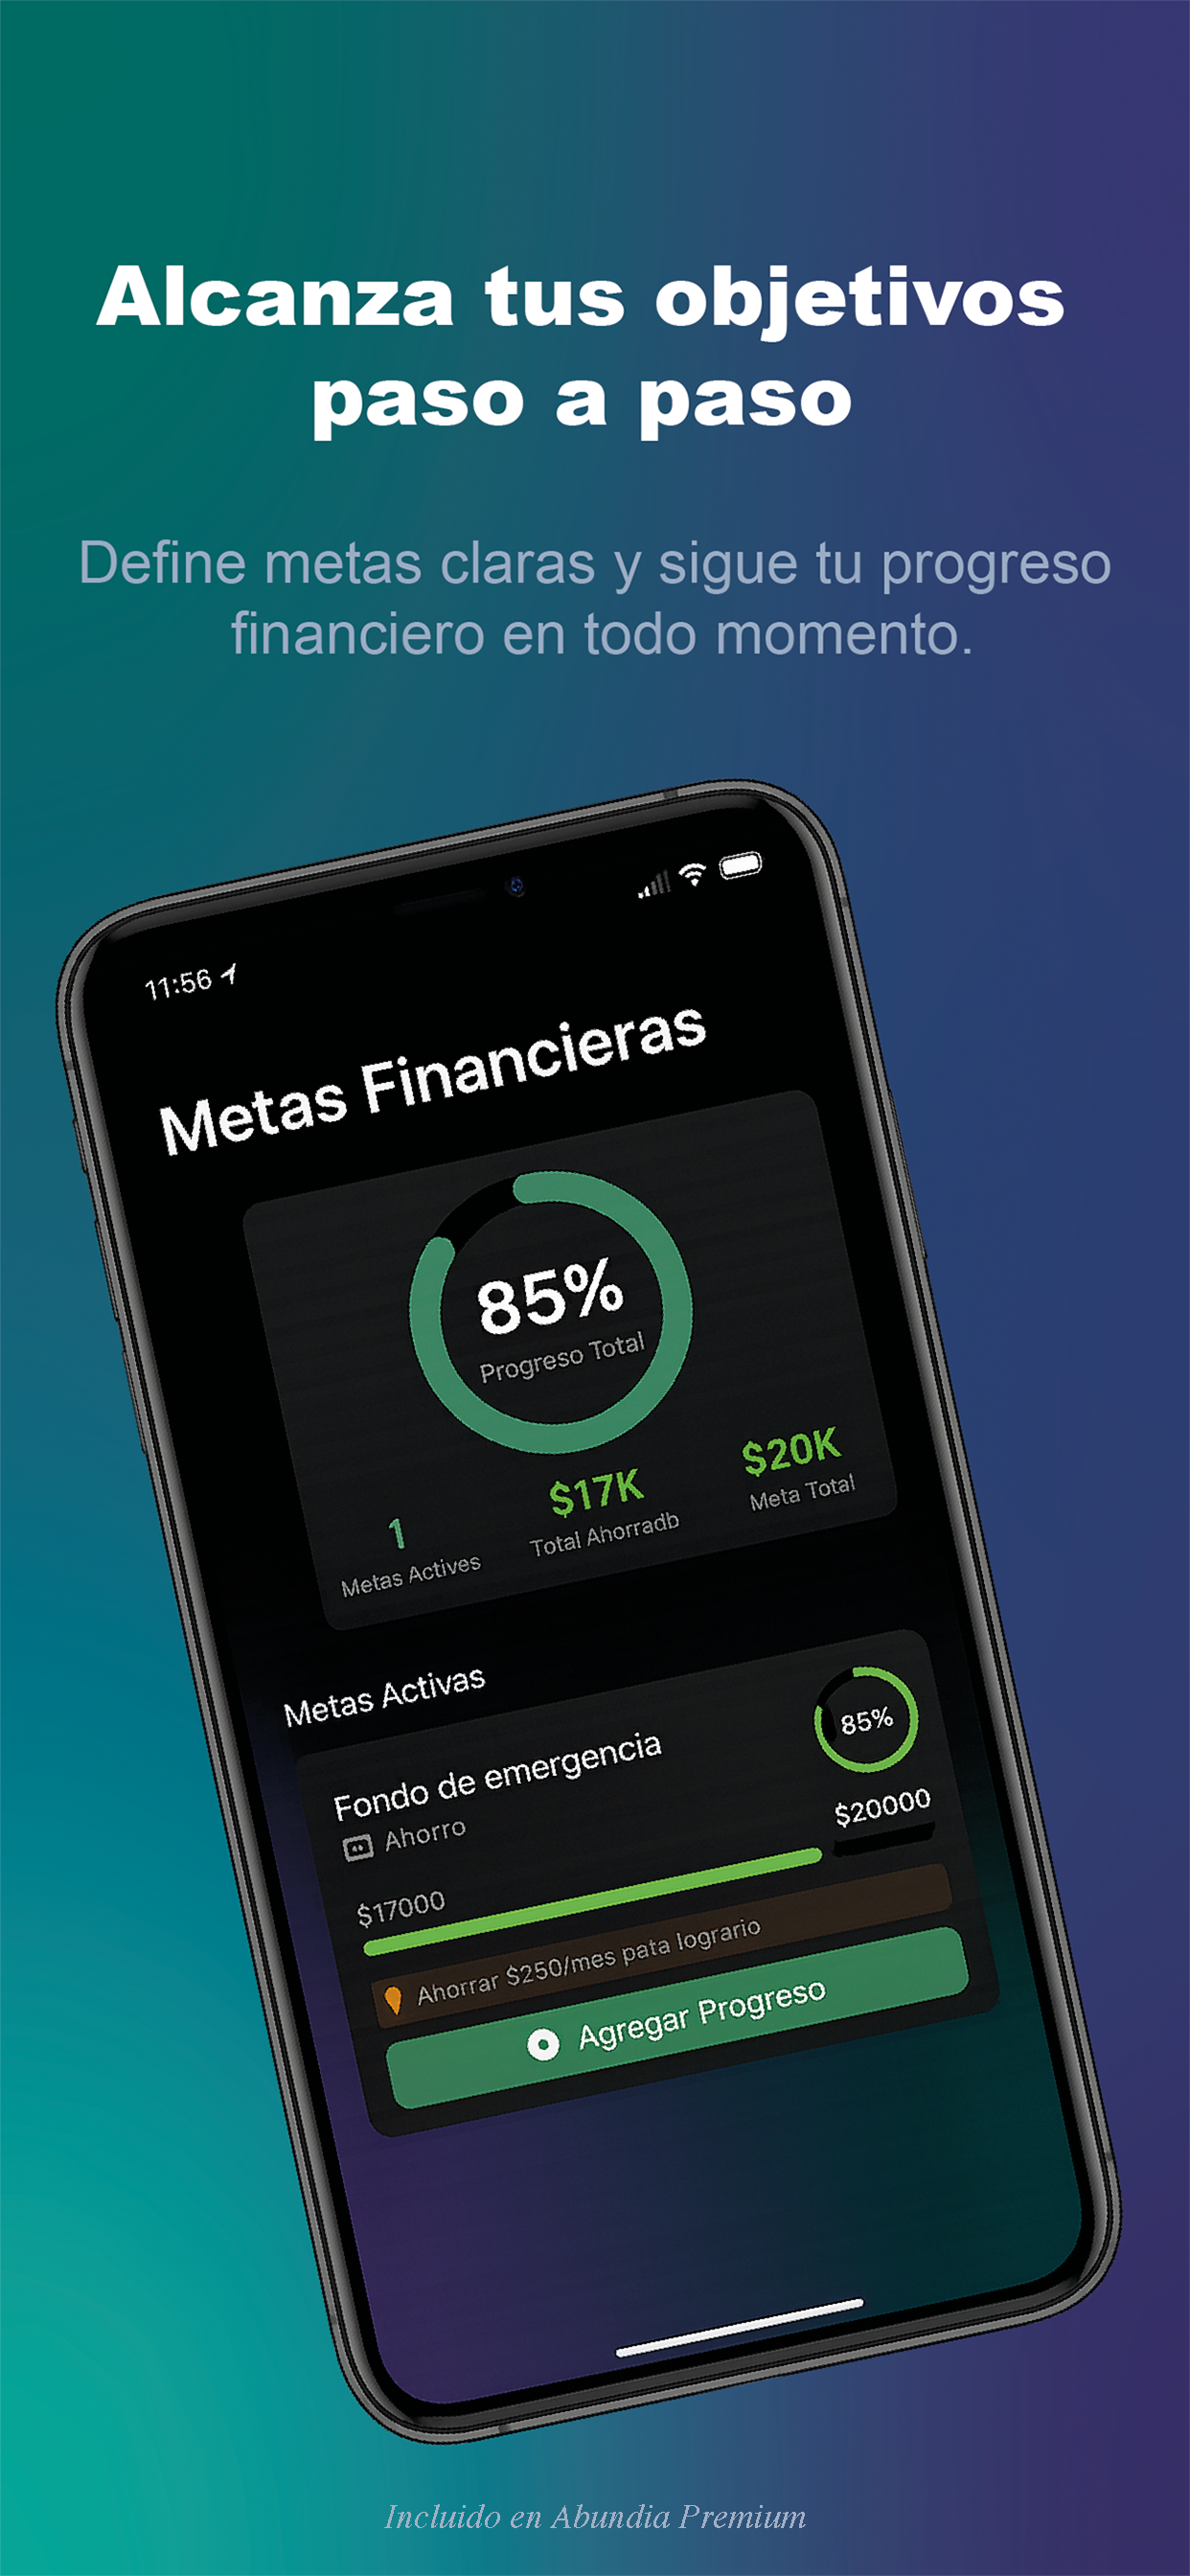 Alcanza tus objetivos
paso a paso
Define metas claras y sigue tu progreso
financiero en todo momento.
11:56
Metas Financieras
85%
Progreso Total
1
Metas Actives
$17K
Total Ahorradb
$20K
Meta Total
Metas Activas
Fondo de emergencia
85%
Ahorro
$20000
$17000
Ahorrar $250/mes pata logrario
Agregar Progreso
Incluido en Abundia Premium